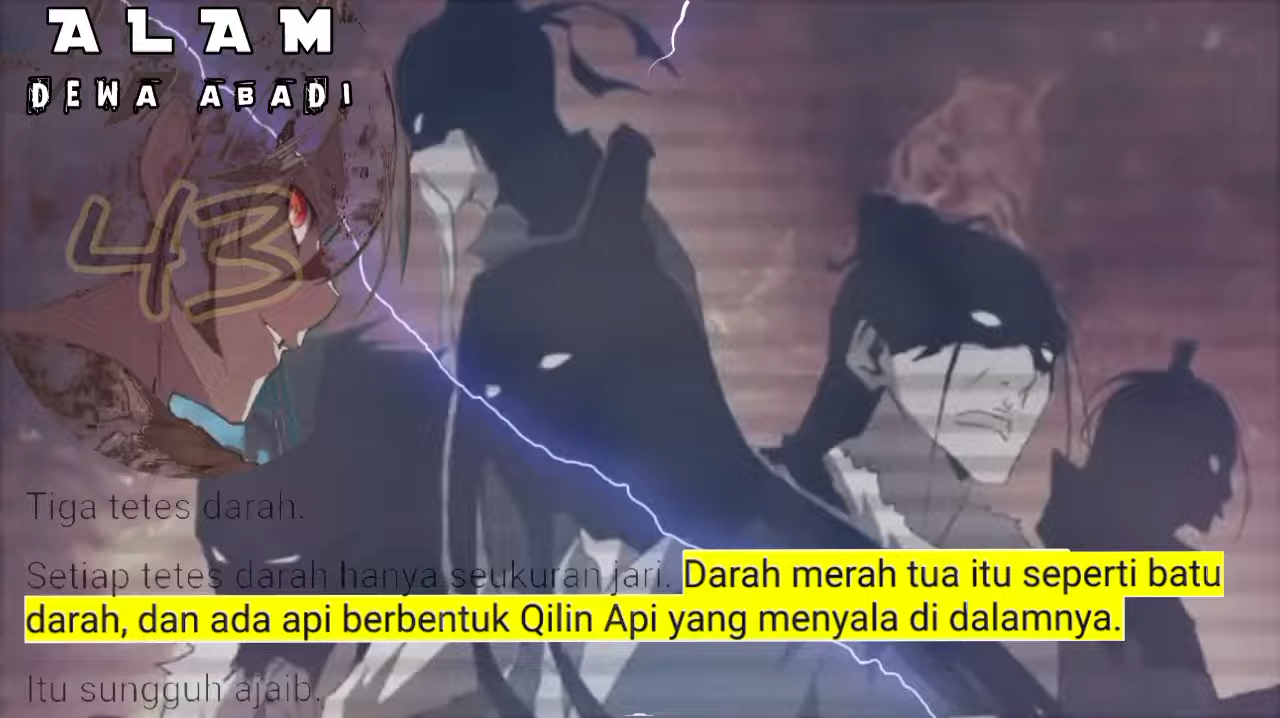 ALAM
DEWA ABADI
43
Tiga tetes darah.
Setiap tetes darah hanya seukuran jari. Darah merah tua itu seperti batu
darah, dan ada api berbentuk Qilin Api yang menyala di dalamnya.
Itu sungguh ajaib.